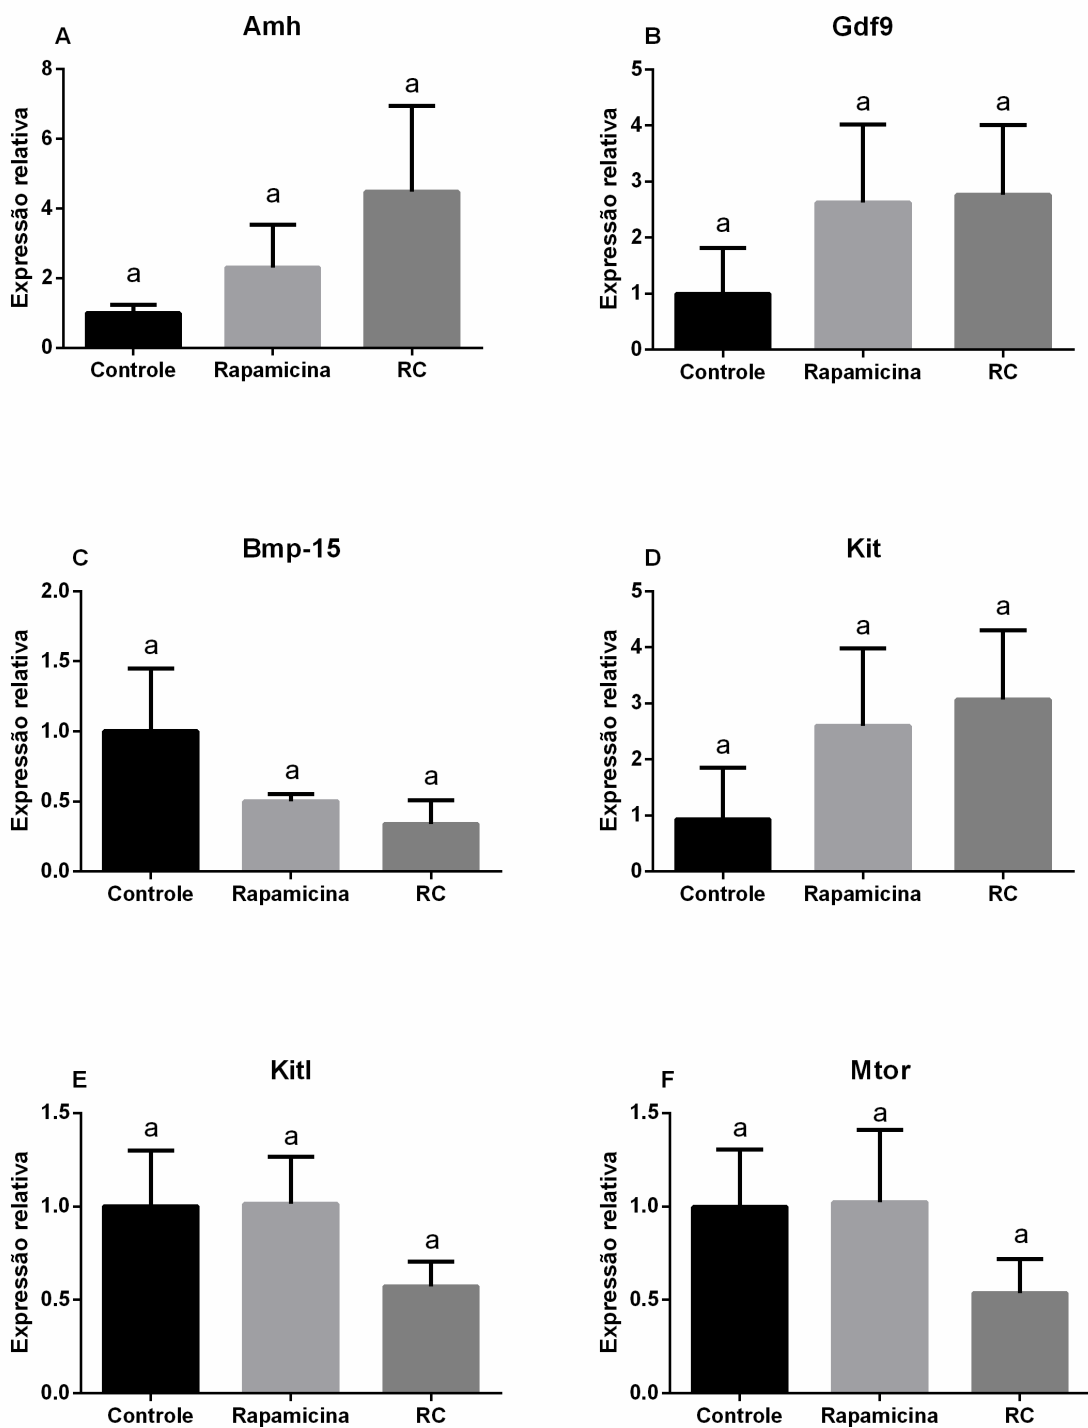 A
Amh
Expressão relativa
8
6
4
2
0
a
a
a
Controle
Rapamicina
RC
B
Gdf9
Expressão relativa
5
4
3
2
1
0
a
a
a
Controle
Rapamicina
RC
C
Bmp-15
Expressão relativa
2.0
1.5
1.0
0.5
0.0
a
a
a
Controle
Rapamicina
RC
D
Kit
Expressão relativa
5
4
3
2
1
0
a
a
a
Controle
Rapamicina
RC
E
Kitl
Expressão relativa
1.5
1.0
0.5
0.0
a
a
a
Controle
Rapamicina
RC
F
Mtor
Expressão relativa
1.5
1.0
0.5
0.0
a
a
a
Controle
Rapamicina
RC